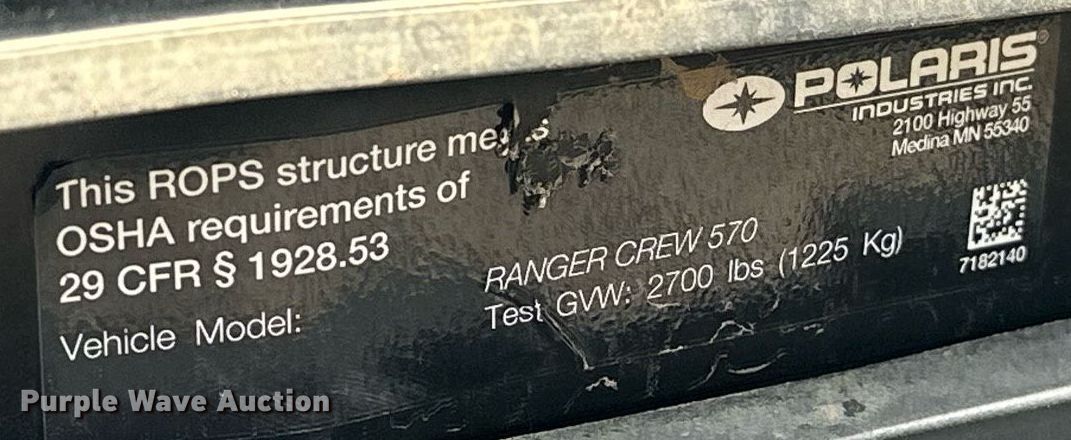 This ROPS structure meets
OSHA requirements of
29 CFR § 1928.53
Vehicle Model:
RANGER CREW 570
Test GVW: 2700 lbs (1225 Kg)
POLARIS®
INDUSTRIES INC.
2100 Highway 55
Medina MN 55340
7182140
Purple Wave Auction